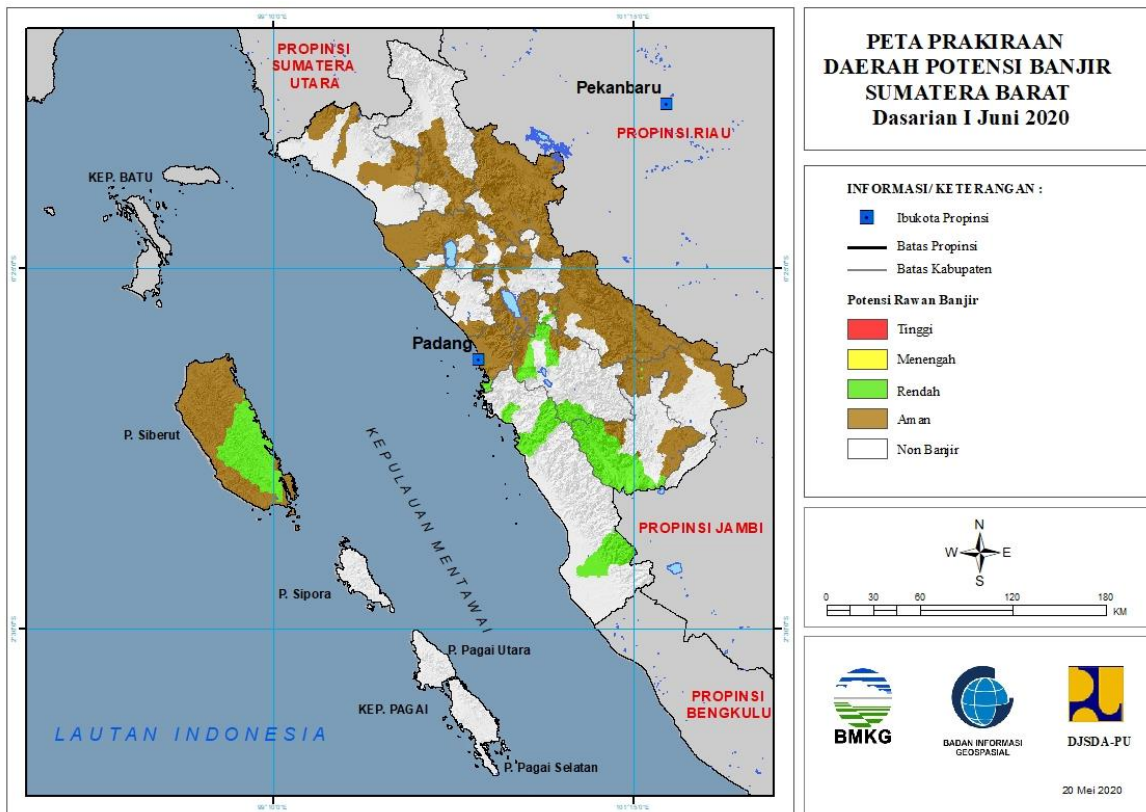 PETA PRAKIRAAN
DAERAH POTENSI BANJIR
SUMATERA BARAT
Dasarian I Juni 2020
INFORMASI/ KETERANGAN :
Ibukota Propinsi
Batas Propinsi
Batas Kabupaten
Potensi Rawan Banjir
Tinggi
Menengah
Rendah
Aman
Non Banjir
N
W E
S
0 30 60 120 180
KM
BMKG
BADAN INFORMASI
GEOSPASIAL
DJSDA-PU
20 Mei 2020
PROPINSI
SUMATERA
UTARA
Pekanbaru
PROPINSI RIAU
KEP. BATU
Padang
P. Siberut
KEPULAUAN MENTAWAI
PROPINSI JAMBI
P. Sipora
P. Pagai Utara
KEP. PAGAI
PROPINSI
BENGKULU
LAUTAN INDONESIA
P. Pagai Selatan